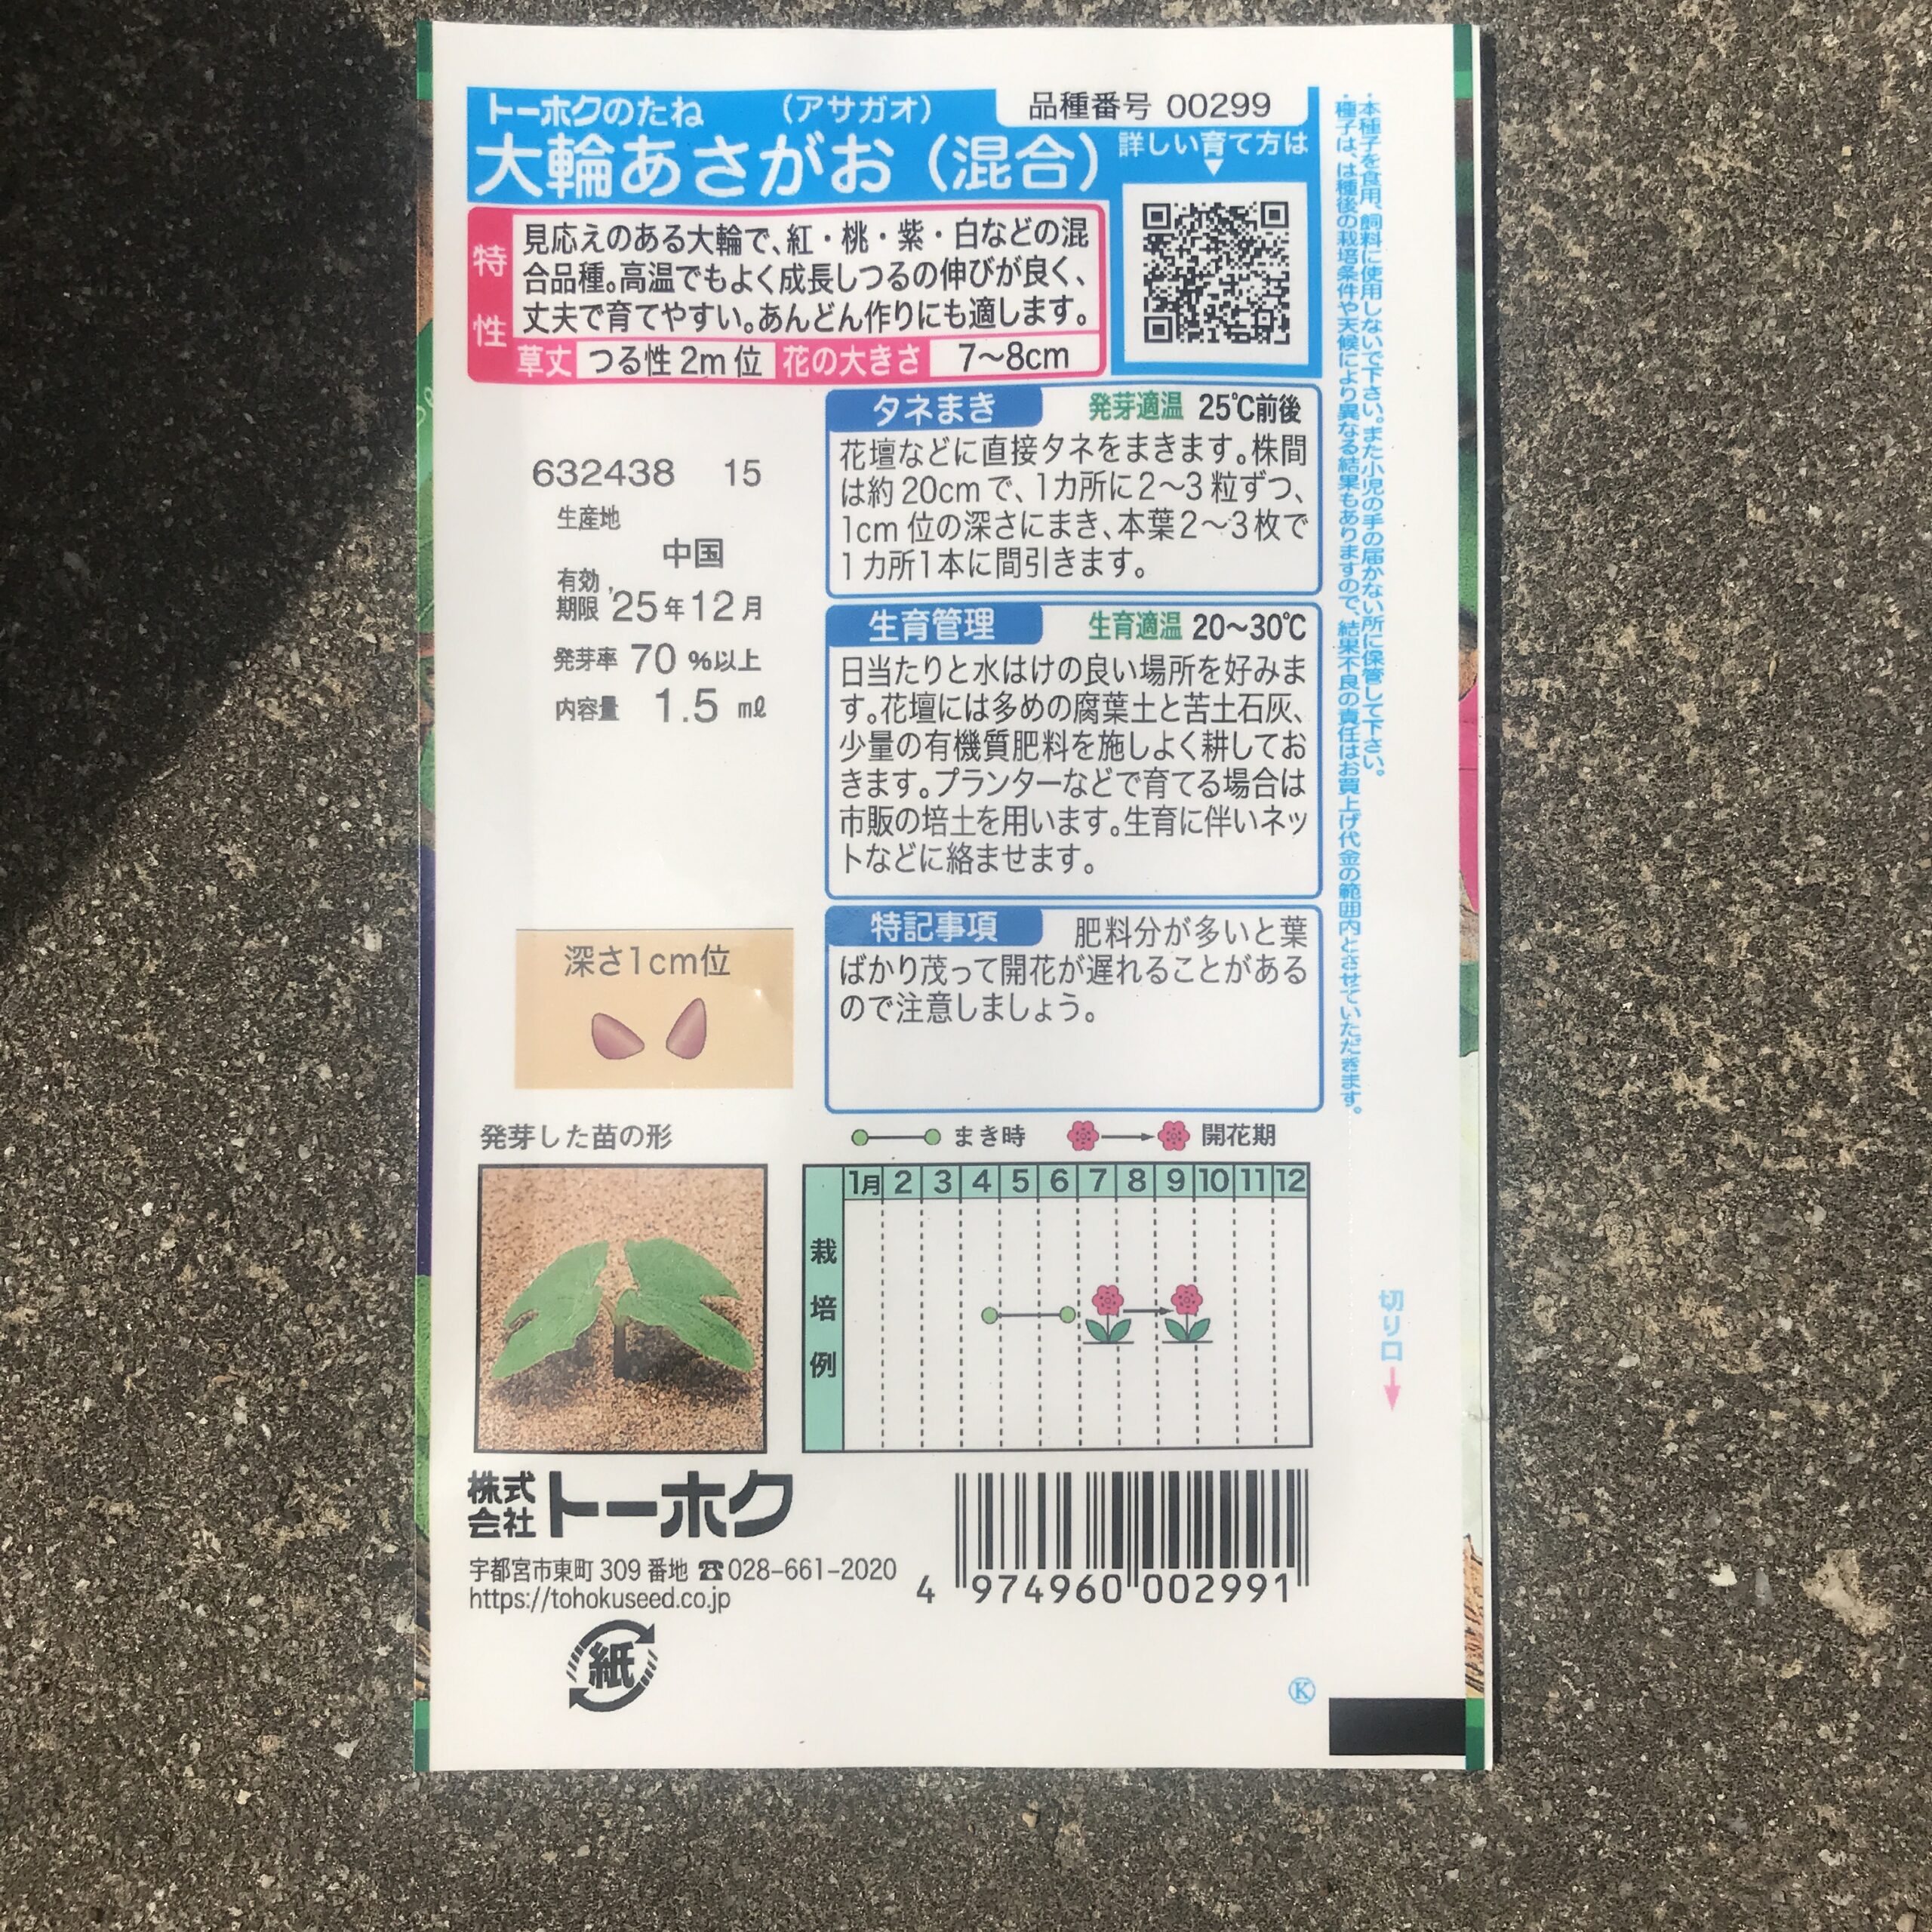 トーホクのたね （アサガオ）
品種番号 00299
大輪あさがお（混合）
詳しい育て方は
特性
見応えのある大輪で、紅・桃・紫・白などの混
合品種。高温でもよく成長しつるの伸びが良く、
丈夫で育てやすい。あんどん作りにも適します。
草丈 つる性2m位 花の大きさ 7〜8cm
632438 15
生産地
中国
有効期限 '25年12月
発芽率 70 %以上
内容量 1.5 mℓ
タネまき 発芽適温 25℃前後
花壇などに直接タネをまきます。株間
は約20cmで、1カ所に2〜3粒ずつ、
1cm位の深さにまき、本葉2〜3枚で
1カ所1本に間引きます。
生育管理 生育適温 20〜30℃
日当たりと水はけの良い場所を好みま
す。花壇には多めの腐葉土と苦土石灰、
少量の有機質肥料を施しよく耕してお
きます。プランターなどで育てる場合は
市販の培土を用います。生育に伴いネッ
トなどに絡ませます。
特記事項 肥料分が多いと葉
ばかり茂って開花が遅れることがある
ので注意しましょう。
深さ1cm位
発芽した苗の形
まき時 開花期
1月 2 3 4 5 6 7 8 9 10 11 12
栽培例
株式会社トーホク
宇都宮市東町309番地 ☎028-661-2020
https://tohokuseed.co.jp
4 974960 002991
紙
K
・本種子を食用、飼料に使用しないで下さい。また小児の手の届かない所に保管して下さい。
・種子は、は種後の栽培条件や天候により異なる結果もありますので、結果不良の責任はお買上げ代金の範囲内とさせていただきます。
切り口